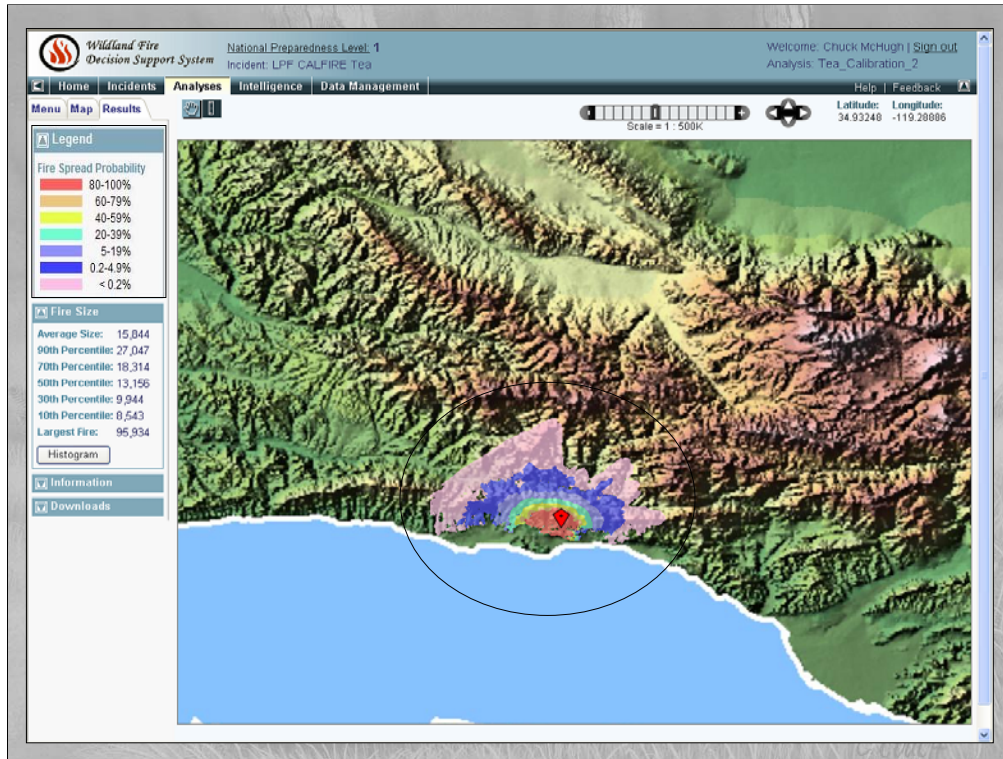 Wildland Fire
Decision Support System
National Preparedness Level: 1
Incident: LPF CALFIRE Tea
Welcome: Chuck McHugh | Sign out
Analysis: Tea_Calibration_2
Home Incidents Analyses Intelligence Data Management
Help | Feedback
Menu Map Results
Scale = 1 : 500K
Latitude: Longitude:
34.93248 -119.28886
Legend
Fire Spread Probability
80-100%
60-79%
40-59%
20-39%
5-19%
0.2-4.9%
< 0.2%
Fire Size
Average Size: 15,844
90th Percentile: 27,047
70th Percentile: 18,314
50th Percentile: 13,156
30th Percentile: 9,944
10th Percentile: 8,543
Largest Fire: 95,934
Histogram
Information
Downloads